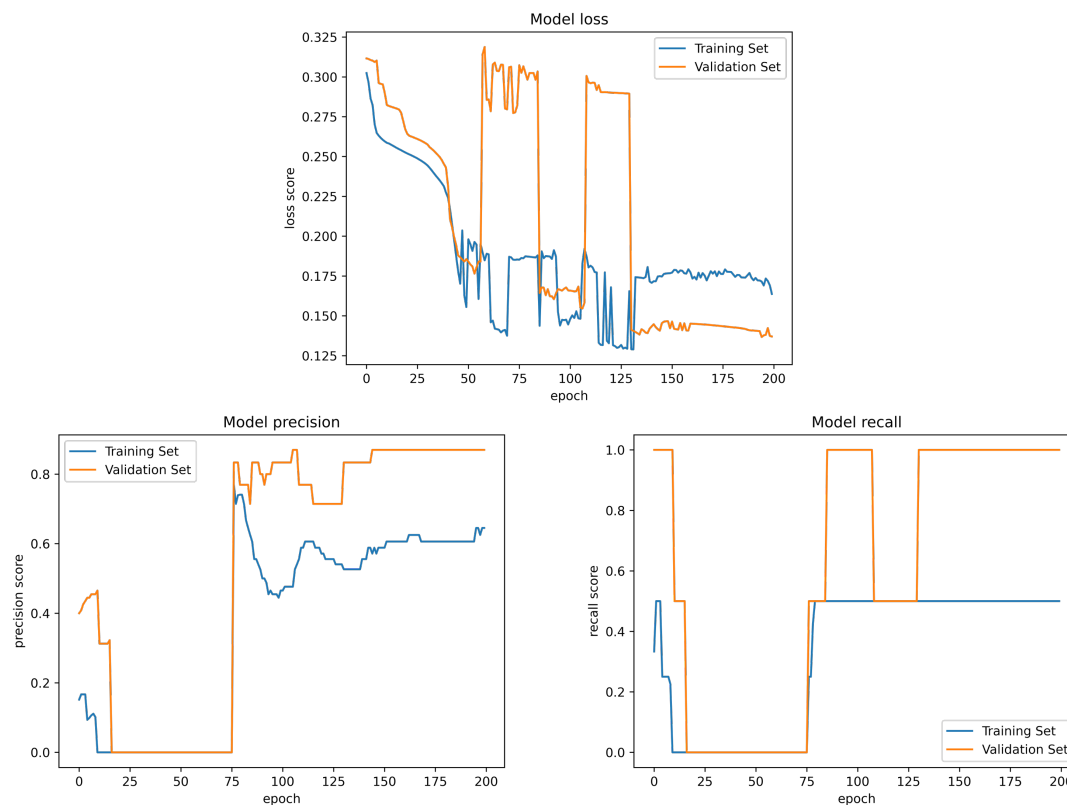 Model loss
0.325
0.300
0.275
0.250
0.225
0.200
0.175
0.150
0.125
loss score
Training Set
Validation Set
0 25 50 75 100 125 150 175 200
epoch
Model precision
0.8
0.6
0.4
0.2
0.0
precision score
Training Set
Validation Set
0 25 50 75 100 125 150 175 200
epoch
Model recall
1.0
0.8
0.6
0.4
0.2
0.0
recall score
Training Set
Validation Set
0 25 50 75 100 125 150 175 200
epoch